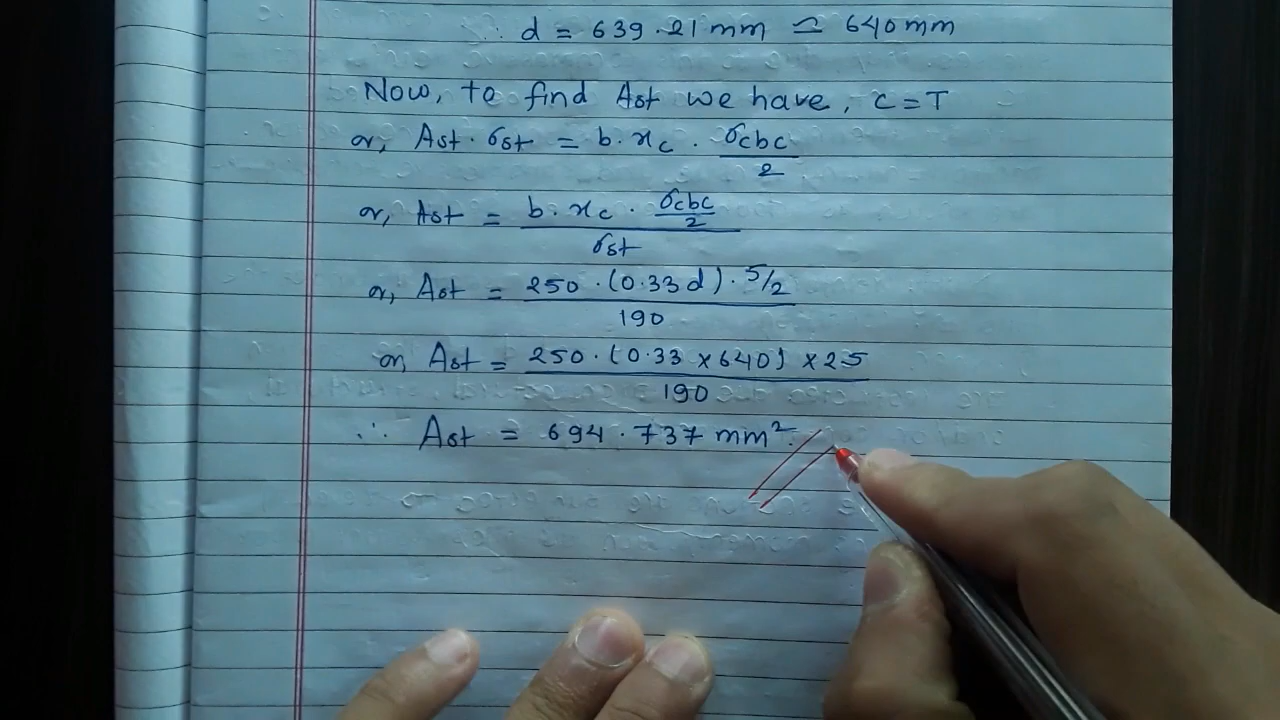 ∴ d = 639.21 mm ≃ 640 mm
Now, to find Ast we have, C = T
or, Ast · σst = b · xc · σcbc/2
or, Ast = (b · xc · σcbc/2) / σst
or, Ast = (250 · (0.33d) · 5/2) / 190
or, Ast = (250 · (0.33 × 640) × 25) / 190
∴ Ast = 694.737 mm².